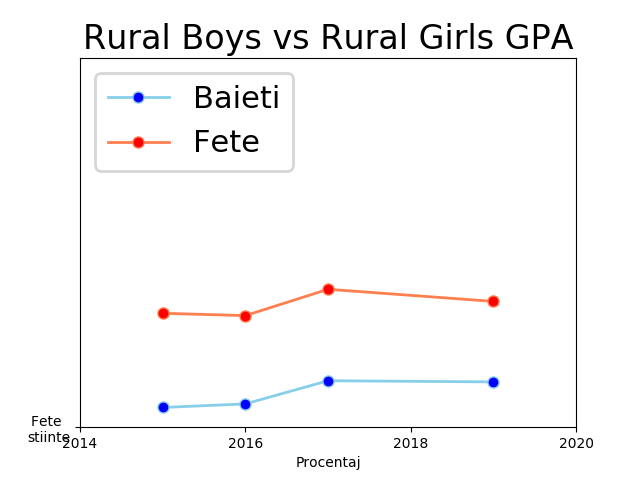 Rural Boys vs Rural Girls GPA
Baieti
Fete
Fete
stiinte
2014
2016
2018
2020
Procentaj